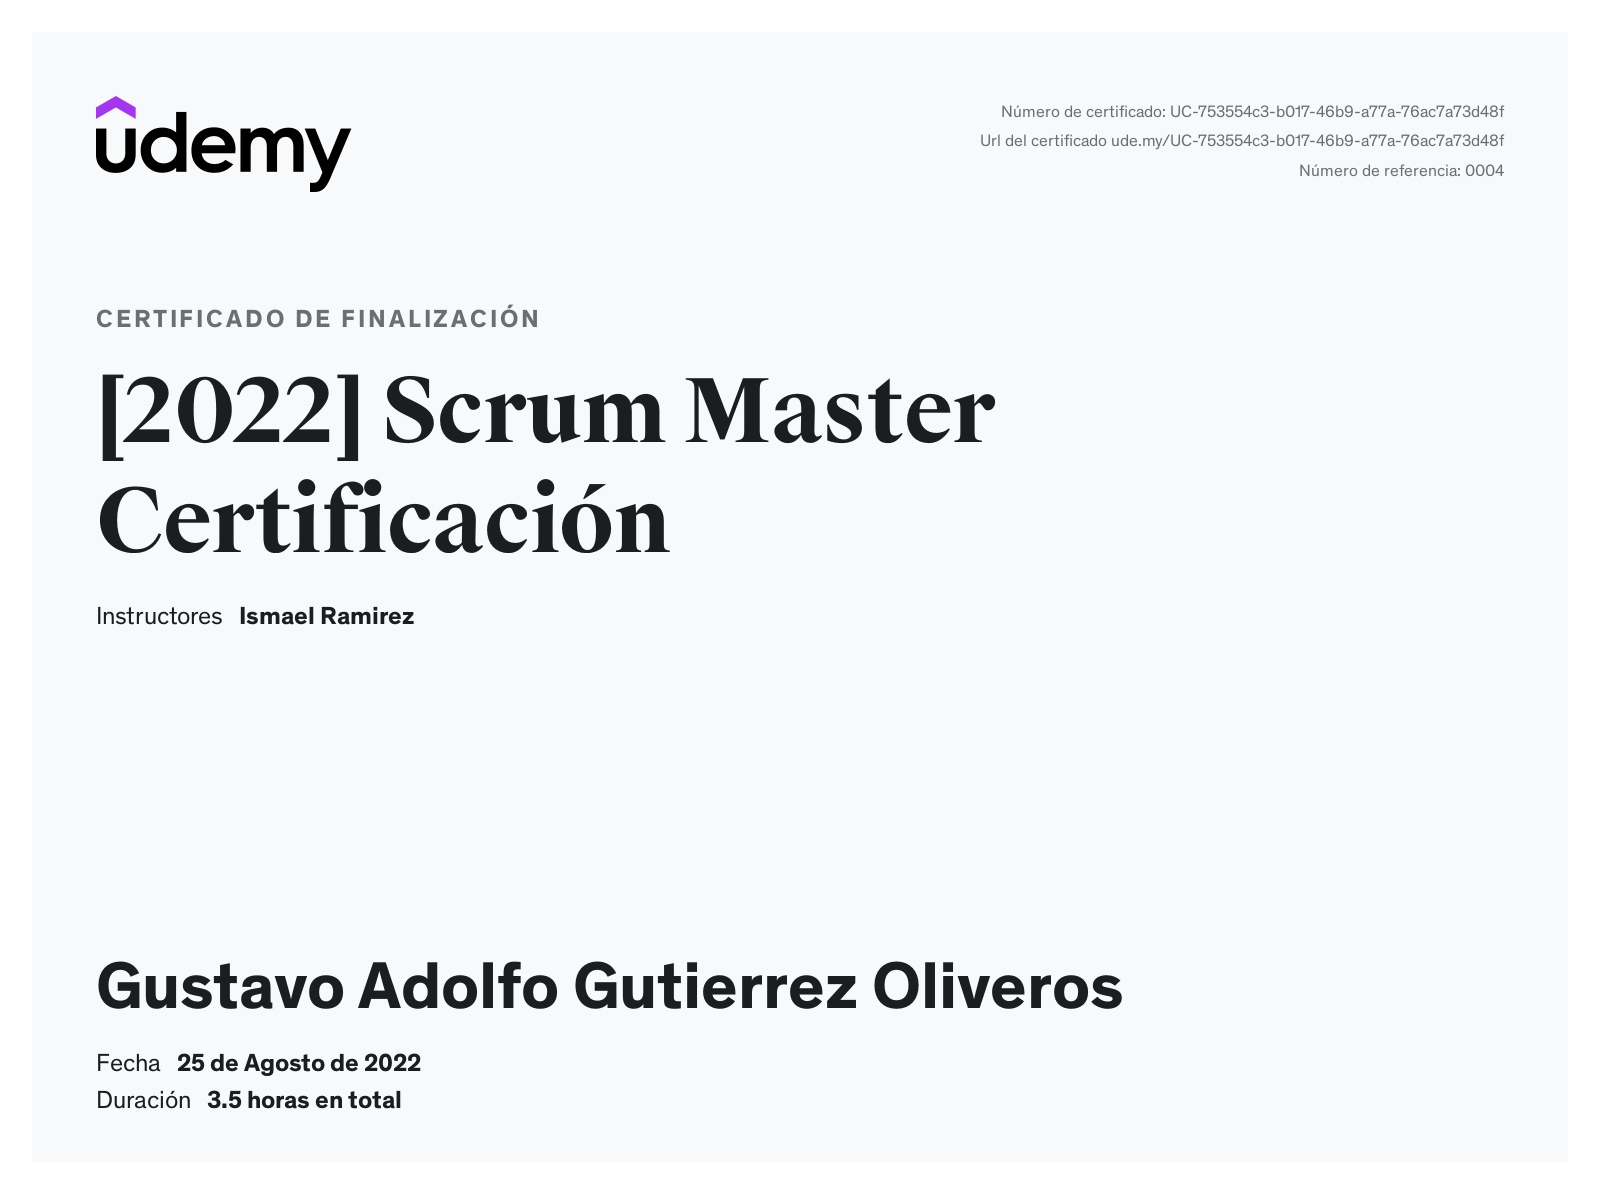 udemy
Número de certificado: UC-753554c3-b017-46b9-a77a-76ac7a73d48f
Url del certificado ude.my/UC-753554c3-b017-46b9-a77a-76ac7a73d48f
Número de referencia: 0004
CERTIFICADO DE FINALIZACIÓN
[2022] Scrum Master
Certificación
Instructores Ismael Ramirez
Gustavo Adolfo Gutierrez Oliveros
Fecha 25 de Agosto de 2022
Duración 3.5 horas en total